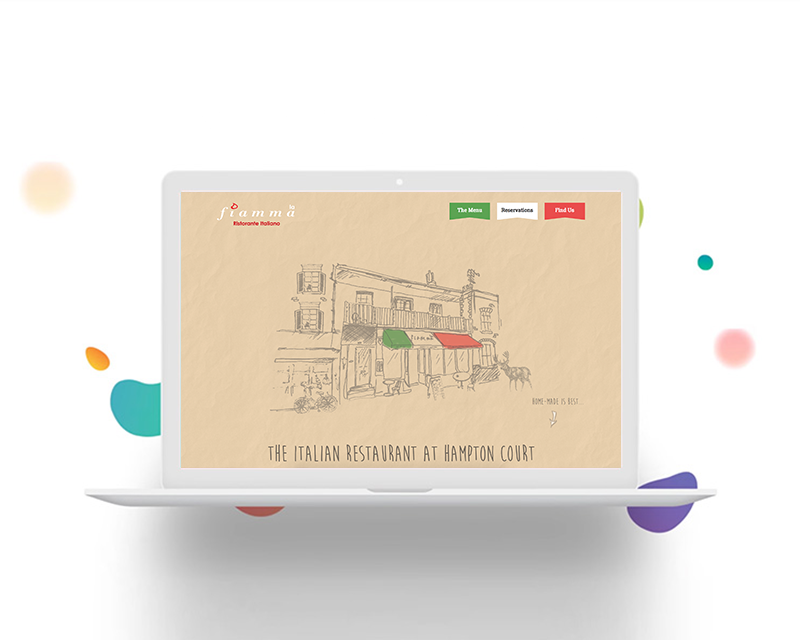 fiamma
Ristorante Italiano
The Menu
Reservations
Find Us
HOME-MADE IS BEST...
THE ITALIAN RESTAURANT AT HAMPTON COURT